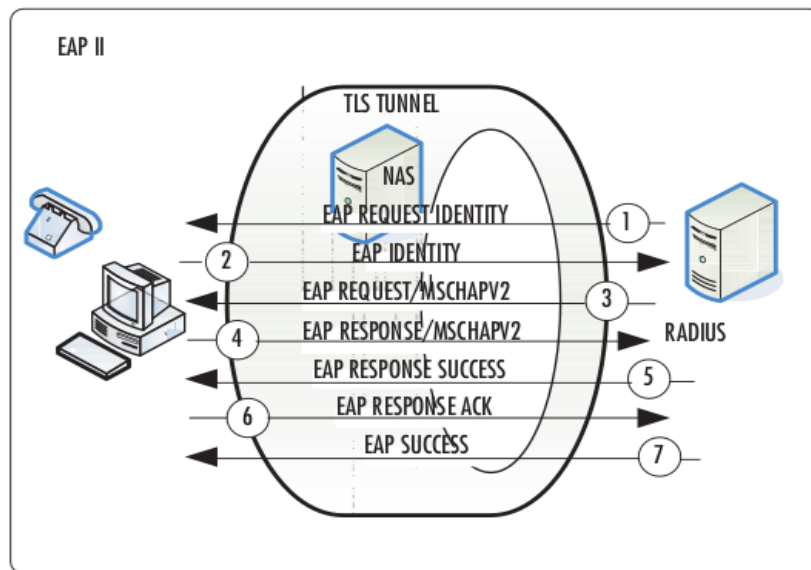 EAP II
TLS TUNNEL
NAS
EAP REQUEST IDENTITY
1
2
EAP IDENTITY
EAP REQUEST/MSCHAPV2
3
4
EAP RESPONSE/MSCHAPV2
RADIUS
EAP RESPONSE SUCCESS
5
6
EAP RESPONSE ACK
EAP SUCCESS
7